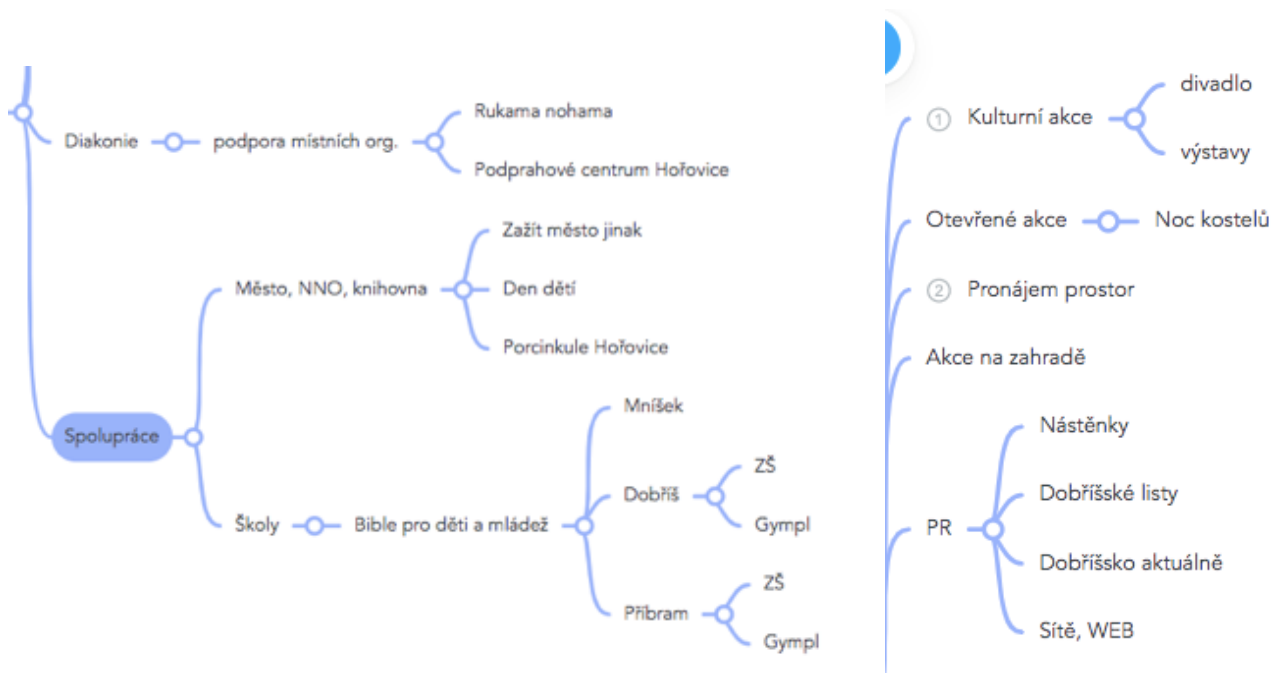 Diakonie
podpora místních org.
Rukama nohama
Podprahové centrum Hořovice
Spolupráce
Město, NNO, knihovna
Zažít město jinak
Den dětí
Porcinkule Hořovice
Školy
Bible pro děti a mládež
Mníšek
Dobříš
ZŠ
Gympl
Příbram
ZŠ
Gympl
1 Kulturní akce
divadlo
výstavy
Otevřené akce
Noc kostelů
2 Pronájem prostor
Akce na zahradě
PR
Nástěnky
Dobříšské listy
Dobříšsko aktuálně
Sítě, WEB